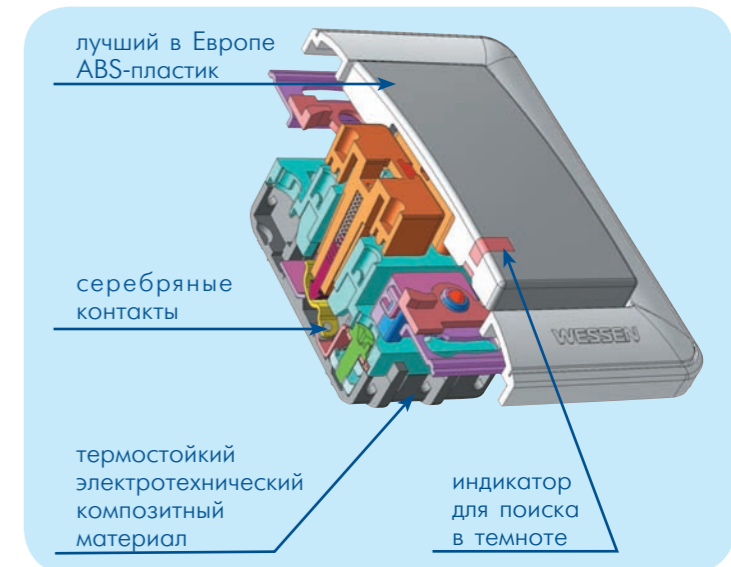 лучший в Европе
ABS-пластик
серебряные
контакты
WESSEN
термостойкий
электротехнический
композитный
материал
индикатор
для поиска
в темноте